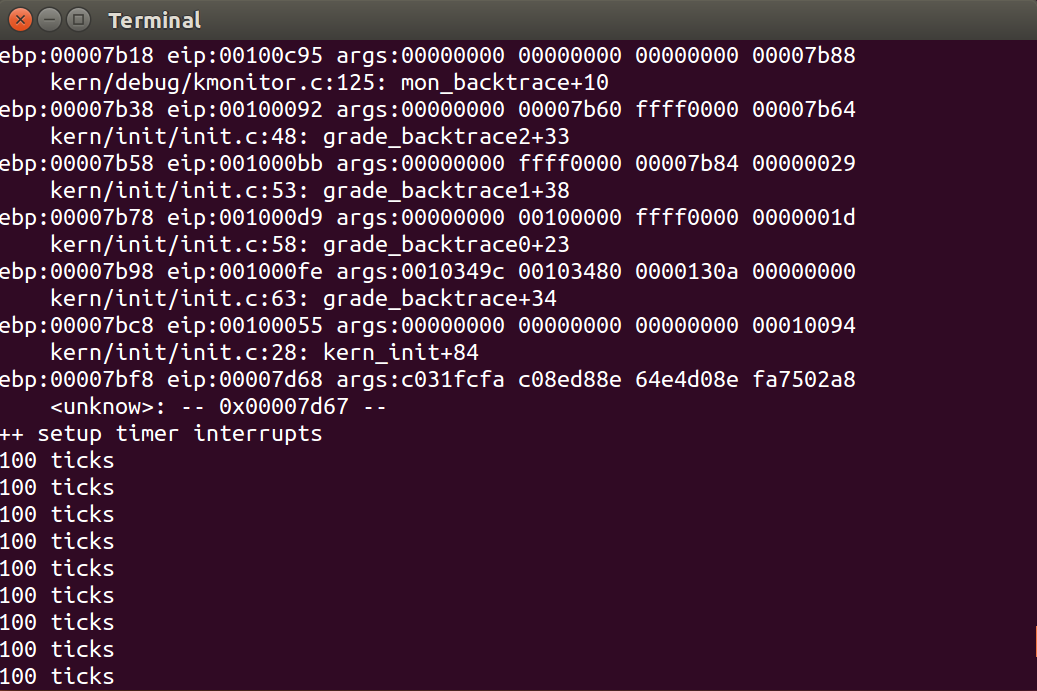 Terminal
ebp:00007b18 eip:00100c95 args:00000000 00000000 00000000 00007b88
kern/debug/kmonitor.c:125: mon_backtrace+10
ebp:00007b38 eip:00100092 args:00000000 00007b60 ffff0000 00007b64
kern/init/init.c:48: grade_backtrace2+33
ebp:00007b58 eip:001000bb args:00000000 ffff0000 00007b84 00000029
kern/init/init.c:53: grade_backtrace1+38
ebp:00007b78 eip:001000d9 args:00000000 00100000 ffff0000 0000001d
kern/init/init.c:58: grade_backtrace0+23
ebp:00007b98 eip:001000fe args:0010349c 00103480 0000130a 00000000
kern/init/init.c:63: grade_backtrace+34
ebp:00007bc8 eip:00100055 args:00000000 00000000 00000000 00010094
kern/init/init.c:28: kern_init+84
ebp:00007bf8 eip:00007d68 args:c031fcfa c08ed88e 64e4d08e fa7502a8
<unknow>: -- 0x00007d67 --
++ setup timer interrupts
100 ticks
100 ticks
100 ticks
100 ticks
100 ticks
100 ticks
100 ticks
100 ticks
100 ticks